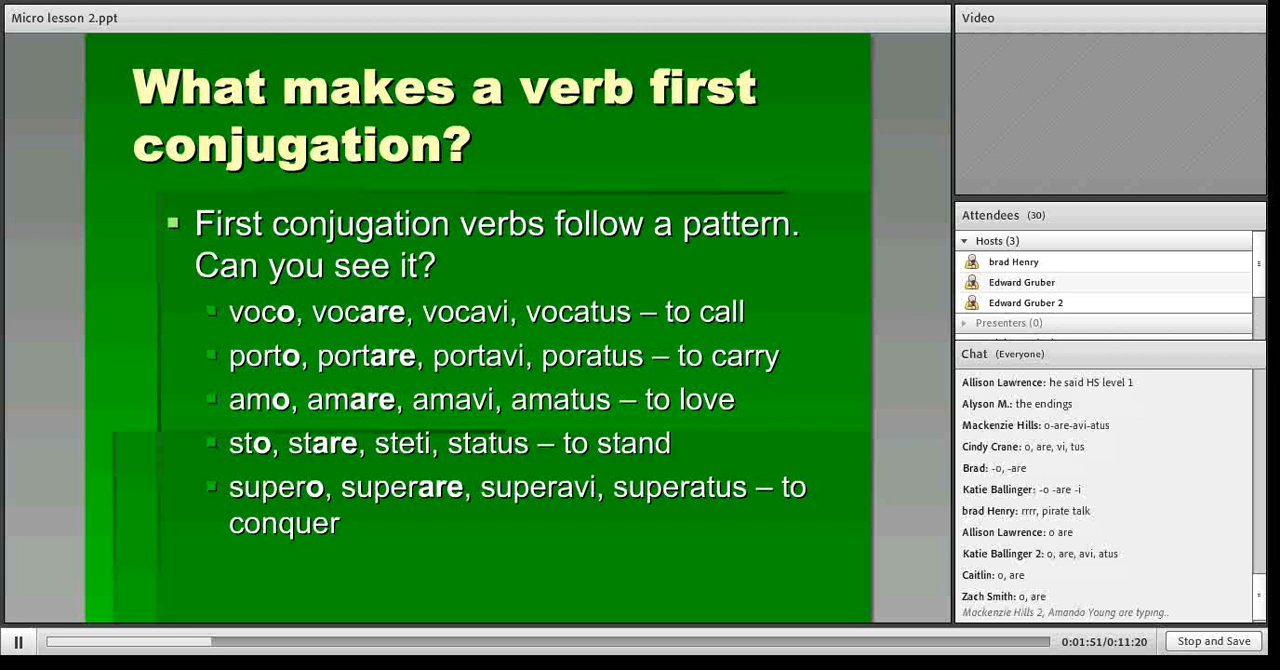 Micro lesson 2.ppt
What makes a verb first
conjugation?
First conjugation verbs follow a pattern.
Can you see it?
voco, vocare, vocavi, vocatus – to call
porto, portare, portavi, poratus – to carry
amo, amare, amavi, amatus – to love
sto, stare, steti, status – to stand
supero, superare, superavi, superatus – to
conquer
Video
Attendees (30)
Hosts (3)
brad Henry
Edward Gruber
Edward Gruber 2
Presenters (0)
Chat (Everyone)
Allison Lawrence: he said HS level 1
Alyson M.: the endings
Mackenzie Hills: o-are-avi-atus
Cindy Crane: o, are, vi, tus
Brad: -o, -are
Katie Ballinger: -o -are -i
brad Henry: rrrr, pirate talk
Allison Lawrence: o are
Katie Ballinger 2: o, are, avi, atus
Caitlin: o, are
Zach Smith: o, are
Mackenzie Hills 2, Amanda Young are typing..
0:01:51/0:11:20
Stop and Save